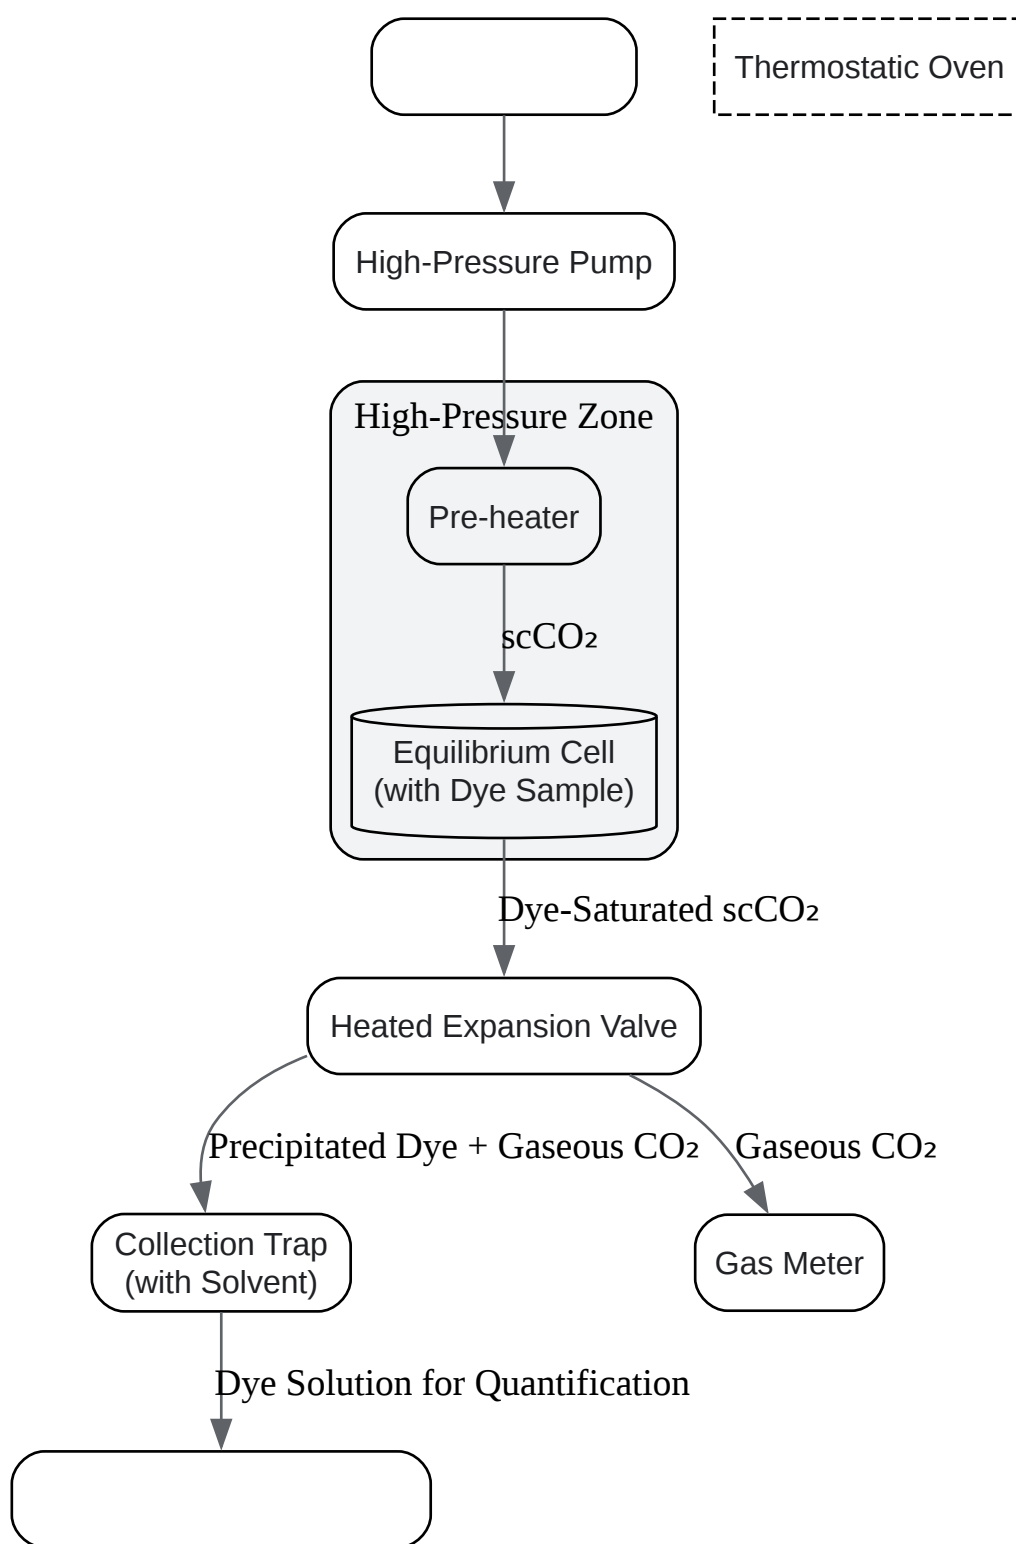 Thermostatic Oven
High-Pressure Pump
High-Pressure Zone
Pre-heater
scCO₂
Equilibrium Cell
(with Dye Sample)
Dye-Saturated scCO₂
Heated Expansion Valve
Precipitated Dye + Gaseous CO₂
Gaseous CO₂
Collection Trap
(with Solvent)
Gas Meter
Dye Solution for Quantification